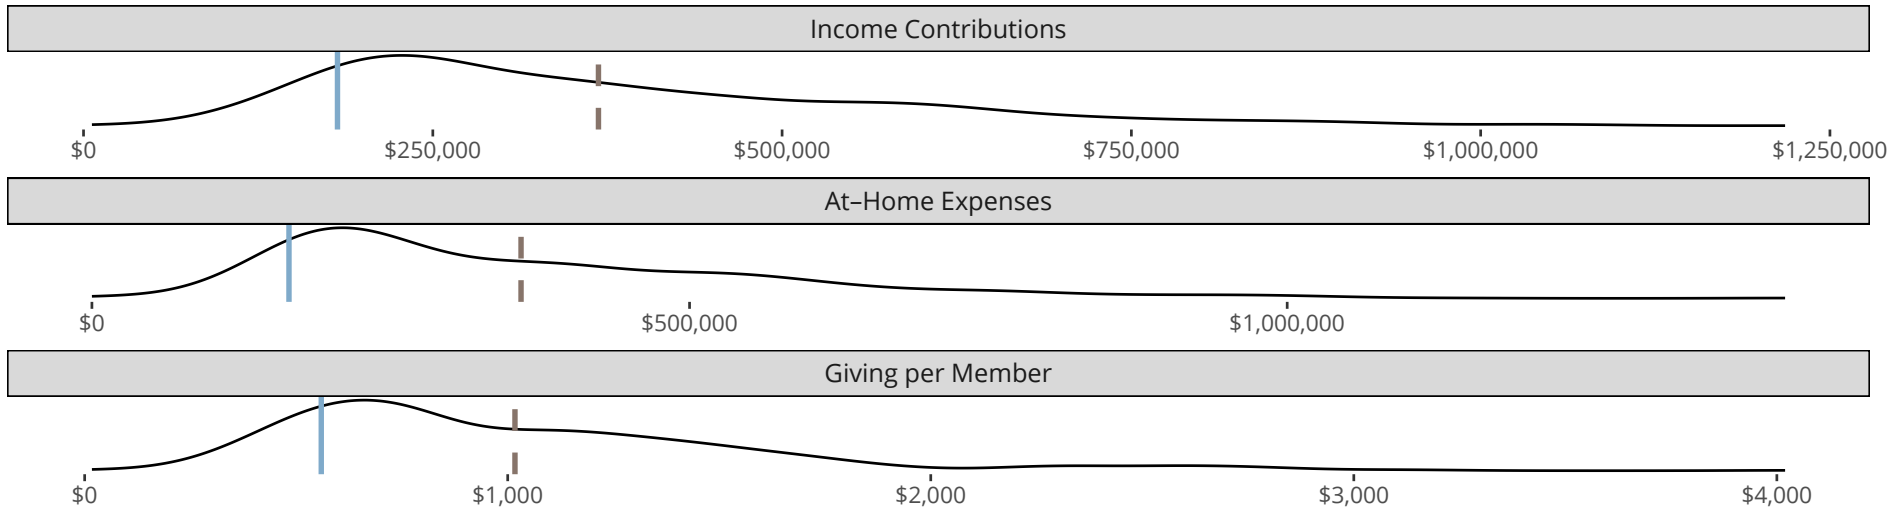 Income Contributions
$0 $250,000 $500,000 $750,000 $1,000,000 $1,250,000
At–Home Expenses
$0 $500,000 $1,000,000
Giving per Member
$0 $1,000 $2,000 $3,000 $4,000